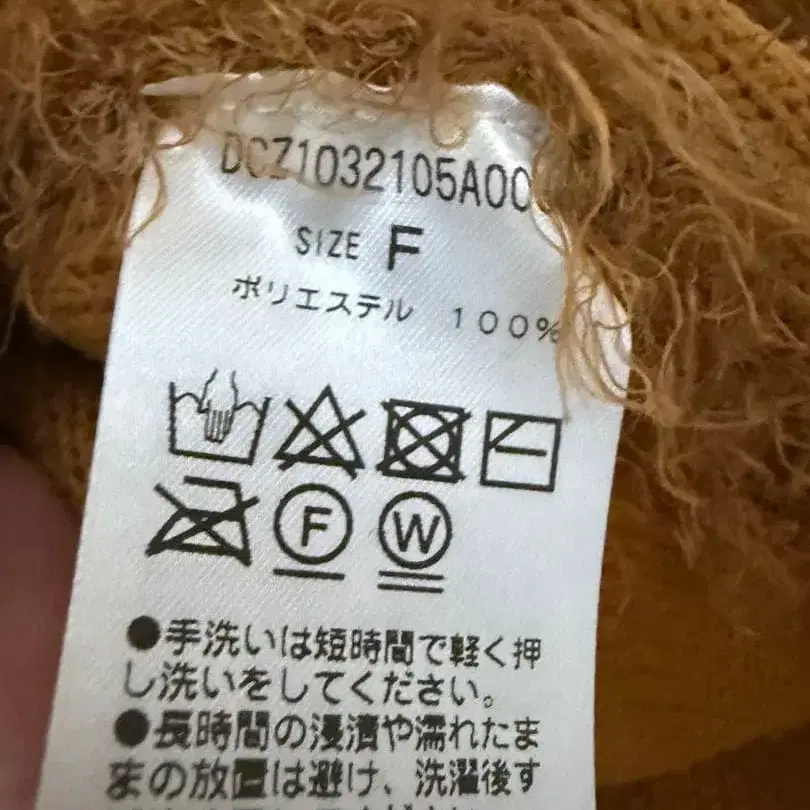 DCZ1032105A00
SIZE F
ポリエステル 100%
F W
●手洗いは短時間で軽く押
し洗いをしてください。
●長時間の浸漬や濡れたま
まの放置は避け、洗濯後す